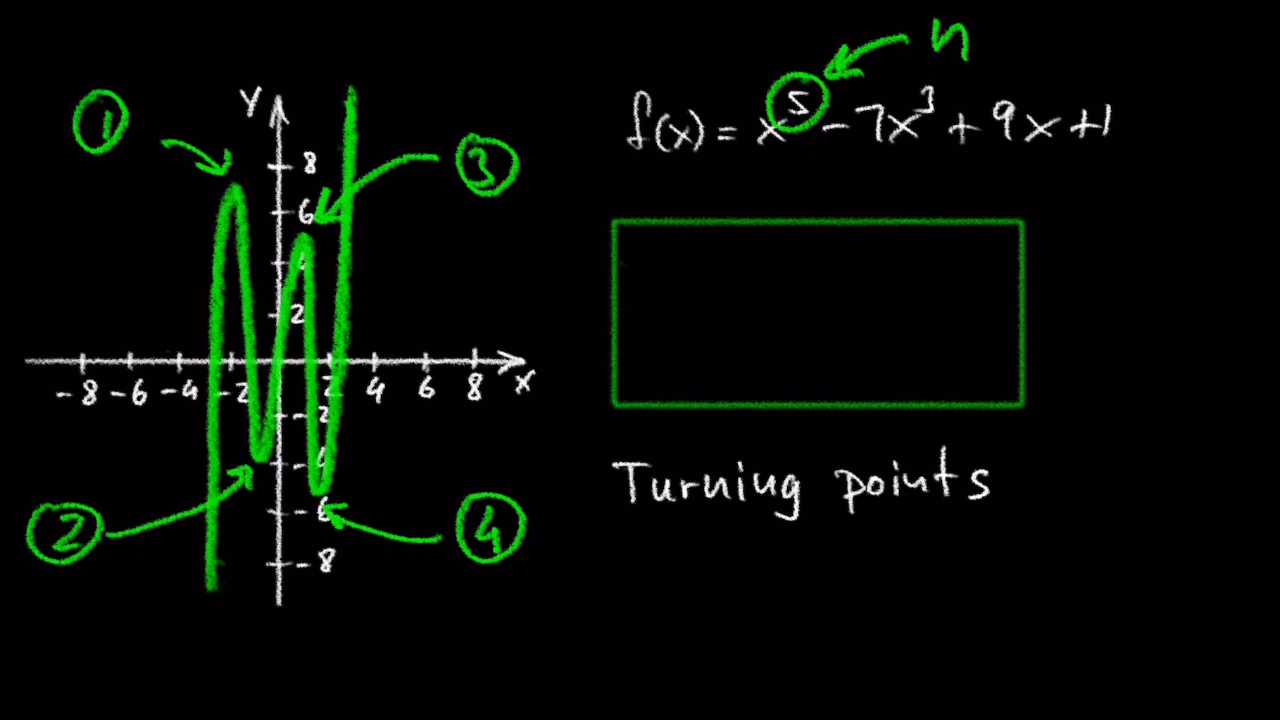 n
f(x) = x⁵ - 7x³ + 9x + 1
① ③
Y
8
6
2
-8 -6 -4 -2 2 4 6 8 X
-2
-4
-6
-8
② ④
Turning points